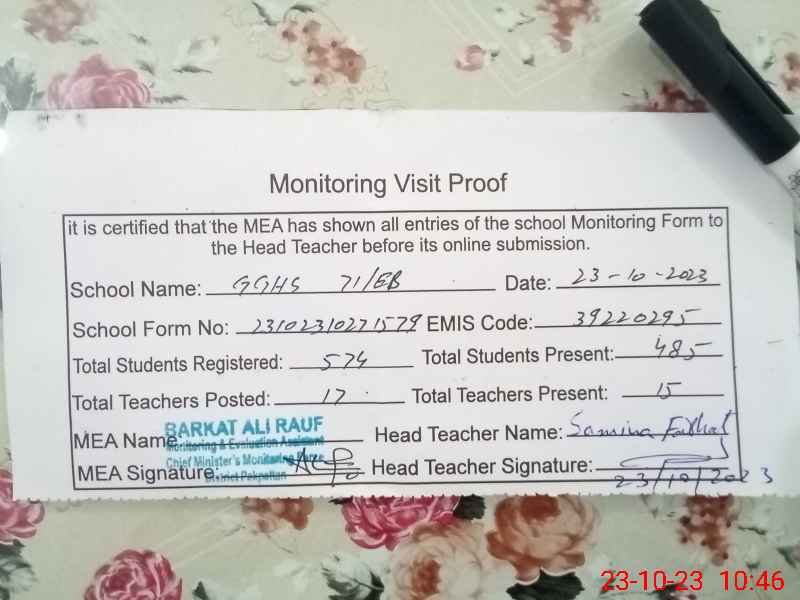 Monitoring Visit Proof
it is certified that the MEA has shown all entries of the school Monitoring Form to
the Head Teacher before its online submission.
School Name: GGHS 71/EB Date: 23-10-2023
School Form No: 23102310271579 EMIS Code: 39220295
Total Students Registered: 574 Total Students Present: 485
Total Teachers Posted: 17 Total Teachers Present: 15
MEA Name: BARKAT ALI RAUF Head Teacher Name: Samina
Monitoring & Evaluation Assistant
Chief Minister's Monitoring Force
District Pakpattan
MEA Signature: Head Teacher Signature:
23/10/2023
23-10-23 10:46